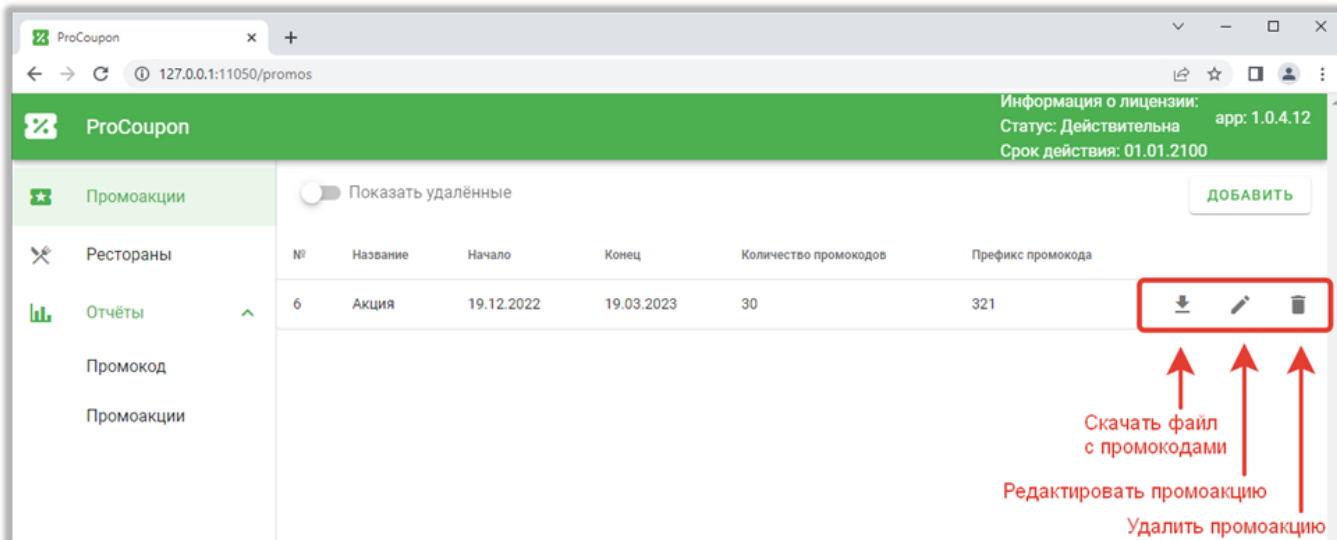 ProCoupon
127.0.0.1:11050/promos
ProCoupon
Информация о лицензии:
Статус: Действительна
Срок действия: 01.01.2100
app: 1.0.4.12
Промоакции
Рестораны
Отчёты
Промокод
Промоакции
Показать удалённые
ДОБАВИТЬ
№ Название Начало Конец Количество промокодов Префикс промокода
6 Акция 19.12.2022 19.03.2023 30 321
Скачать файл
с промокодами
Редактировать промоакцию
Удалить промоакцию